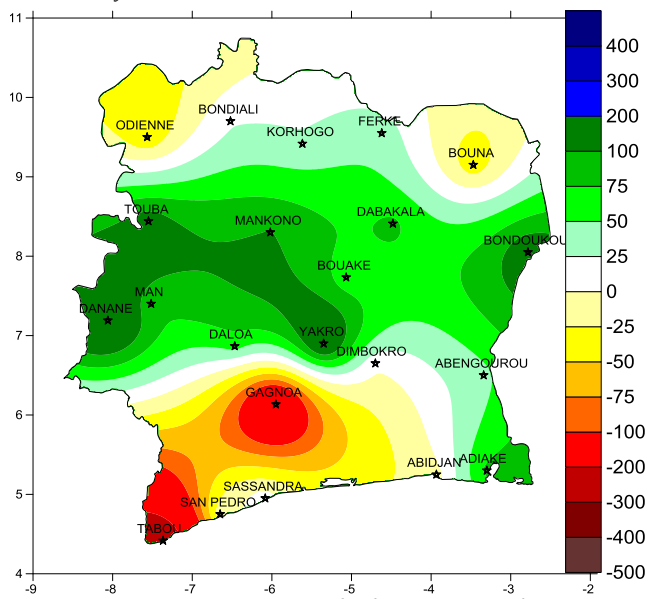 11
10
9
8
7
6
5
4
-9
-8
-7
-6
-5
-4
-3
-2
ODIENNE
BONDIALI
KORHOGO
FERKE
BOUNA
TOUBA
MANKONO
DABAKALA
BONDOUKOU
BOUAKE
MAN
DANANE
DALOA
YAKRO
DIMBOKRO
ABENGOUROU
GAGNOA
ABIDJAN
ADIAKE
SASSANDRA
SAN PEDRO
TABOU
400
300
200
100
75
50
25
0
-25
-50
-75
-100
-200
-300
-400
-500